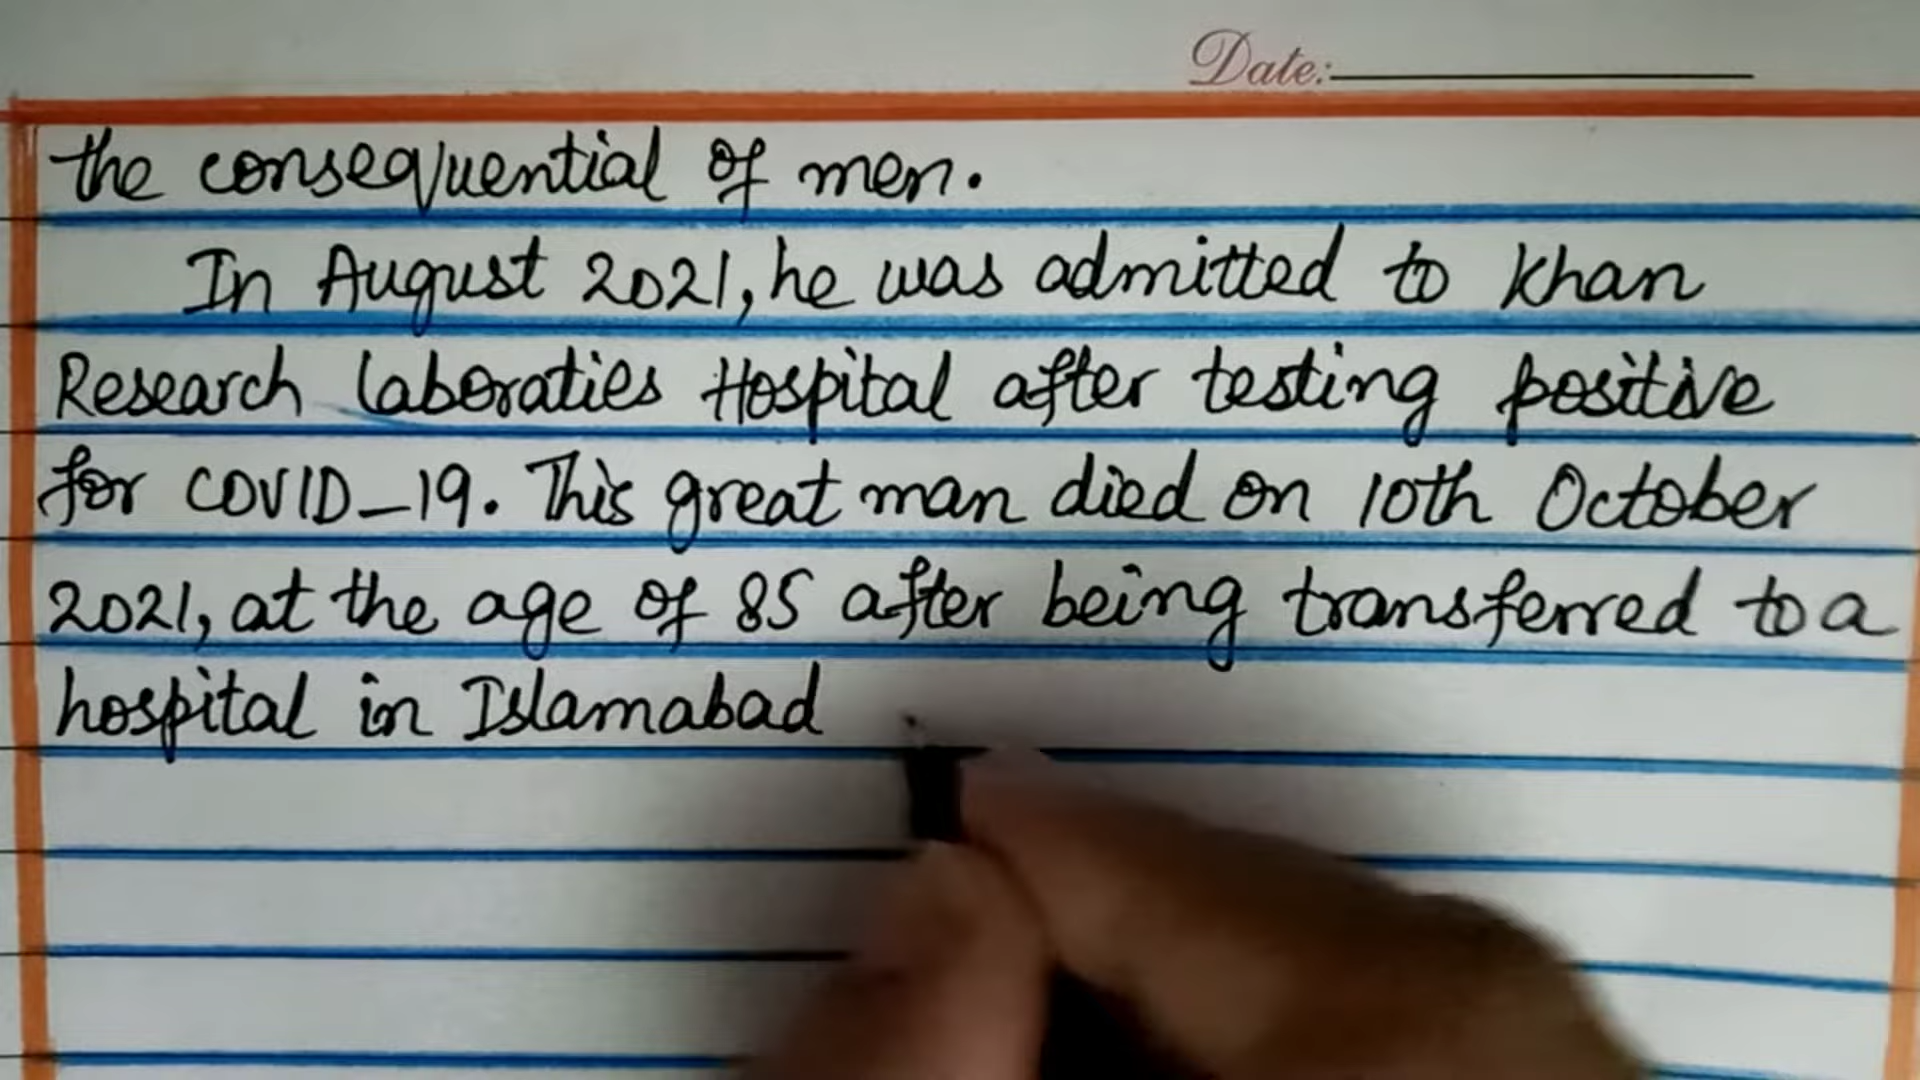 Date:
the consequential of men.
In August 2021, he was admitted to Khan
Research Laboraties Hospital after testing positive
for COVID_19. This great man died on 10th October
2021, at the age of 85 after being transferred to a
hospital in Islamabad